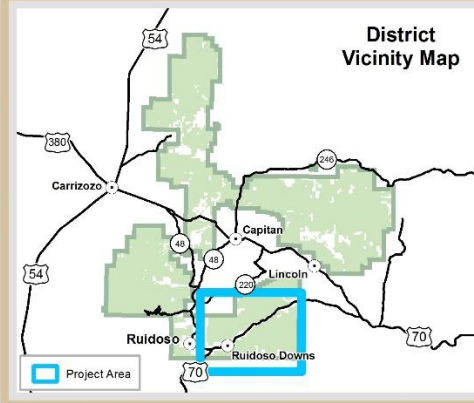 District
Vicinity Map
54
380
Carrizozo
246
48
Capitan
48
Lincoln
54
220
70
Ruidoso
Ruidoso Downs
70
Project Area